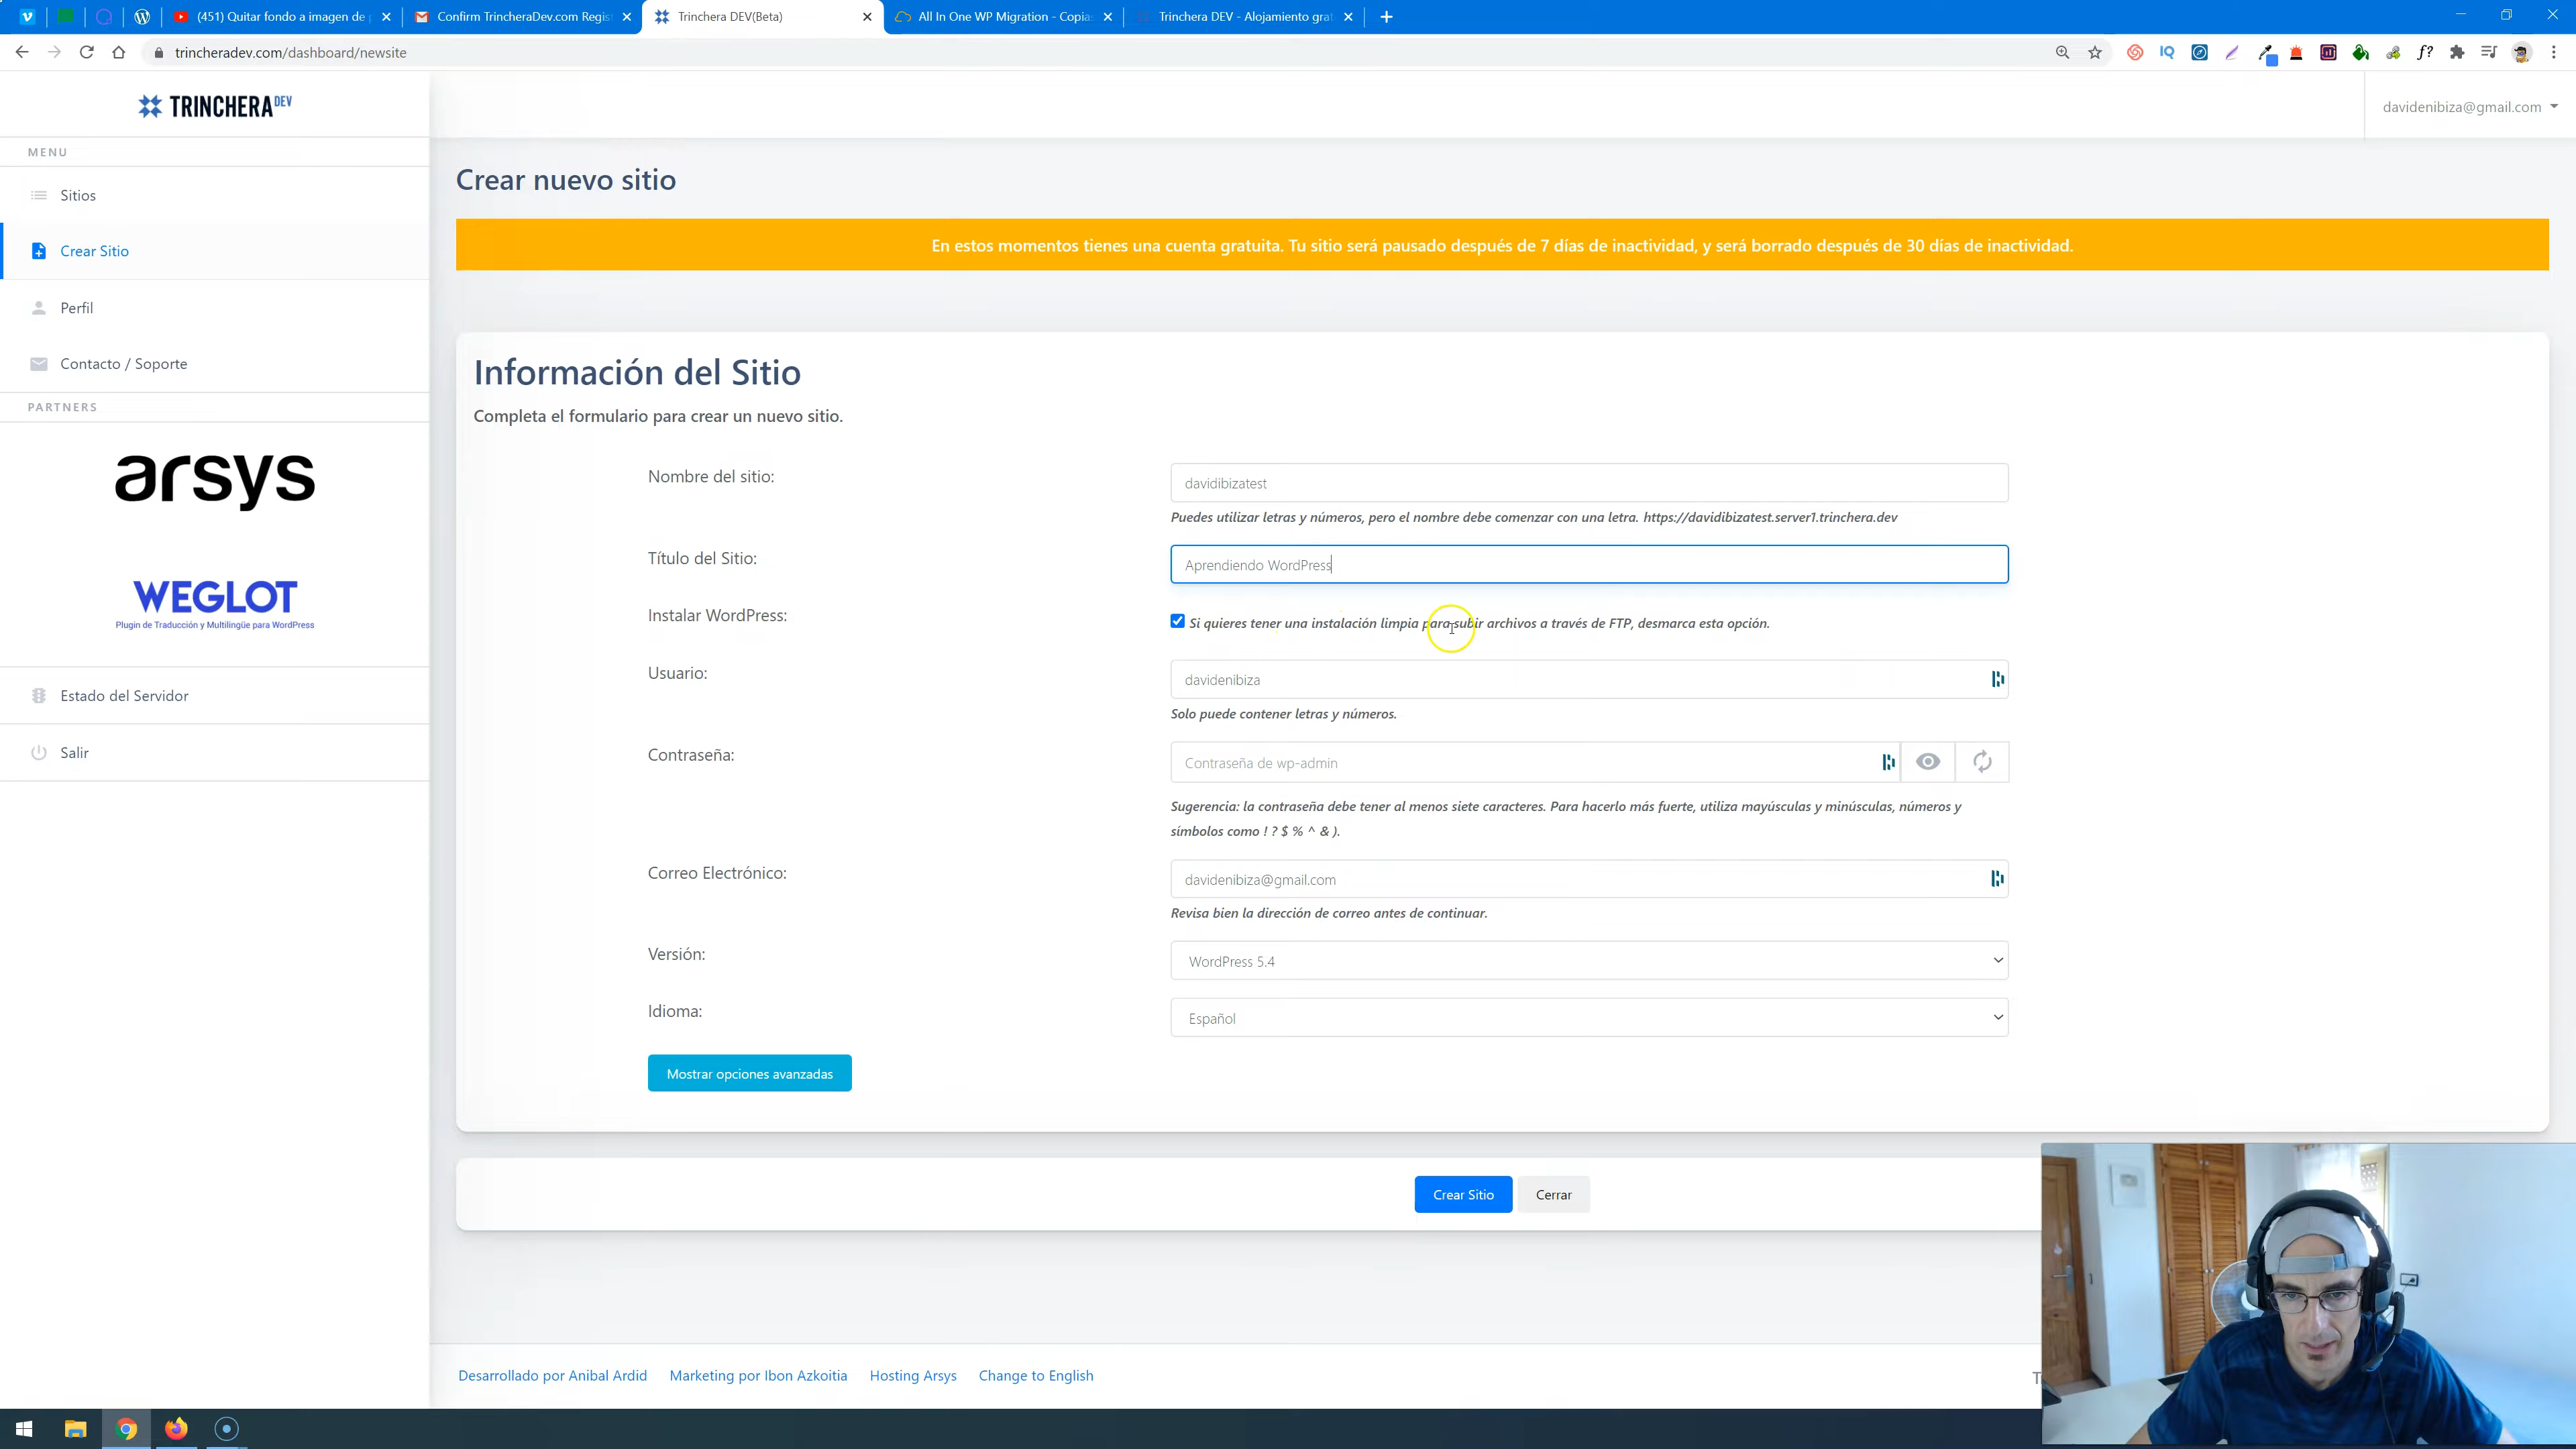 (451) Quitar fondo a imagen de p
Confirm TrincheraDev.com Regist
Trinchera DEV(Beta)
All In One WP Migration - Copias
Trinchera DEV - Alojamiento grat
trincheradev.com/dashboard/newsite
TRINCHERA DEV
davidenibiza@gmail.com
MENU
Sitios
Crear Sitio
Perfil
Contacto / Soporte
PARTNERS
arsys
WEGLOT
Plugin de Traducción y Multilingüe para WordPress
Estado del Servidor
Salir
Crear nuevo sitio
En estos momentos tienes una cuenta gratuita. Tu sitio será pausado después de 7 días de inactividad, y será borrado después de 30 días de inactividad.
Información del Sitio
Completa el formulario para crear un nuevo sitio.
Nombre del sitio:
davidibizatest
Puedes utilizar letras y números, pero el nombre debe comenzar con una letra. https://davidibizatest.server1.trinchera.dev
Título del Sitio:
Aprendiendo WordPress
Instalar WordPress:
Si quieres tener una instalación limpia para subir archivos a través de FTP, desmarca esta opción.
Usuario:
davidenibiza
Solo puede contener letras y números.
Contraseña:
Contraseña de wp-admin
Sugerencia: la contraseña debe tener al menos siete caracteres. Para hacerlo más fuerte, utiliza mayúsculas y minúsculas, números y
símbolos como ! ? $ % ^ & ).
Correo Electrónico:
davidenibiza@gmail.com
Revisa bien la dirección de correo antes de continuar.
Versión:
WordPress 5.4
Idioma:
Español
Mostrar opciones avanzadas
Crear Sitio
Cerrar
Desarrollado por Anibal Ardid
Marketing por Ibon Azkoitia
Hosting Arsys
Change to English